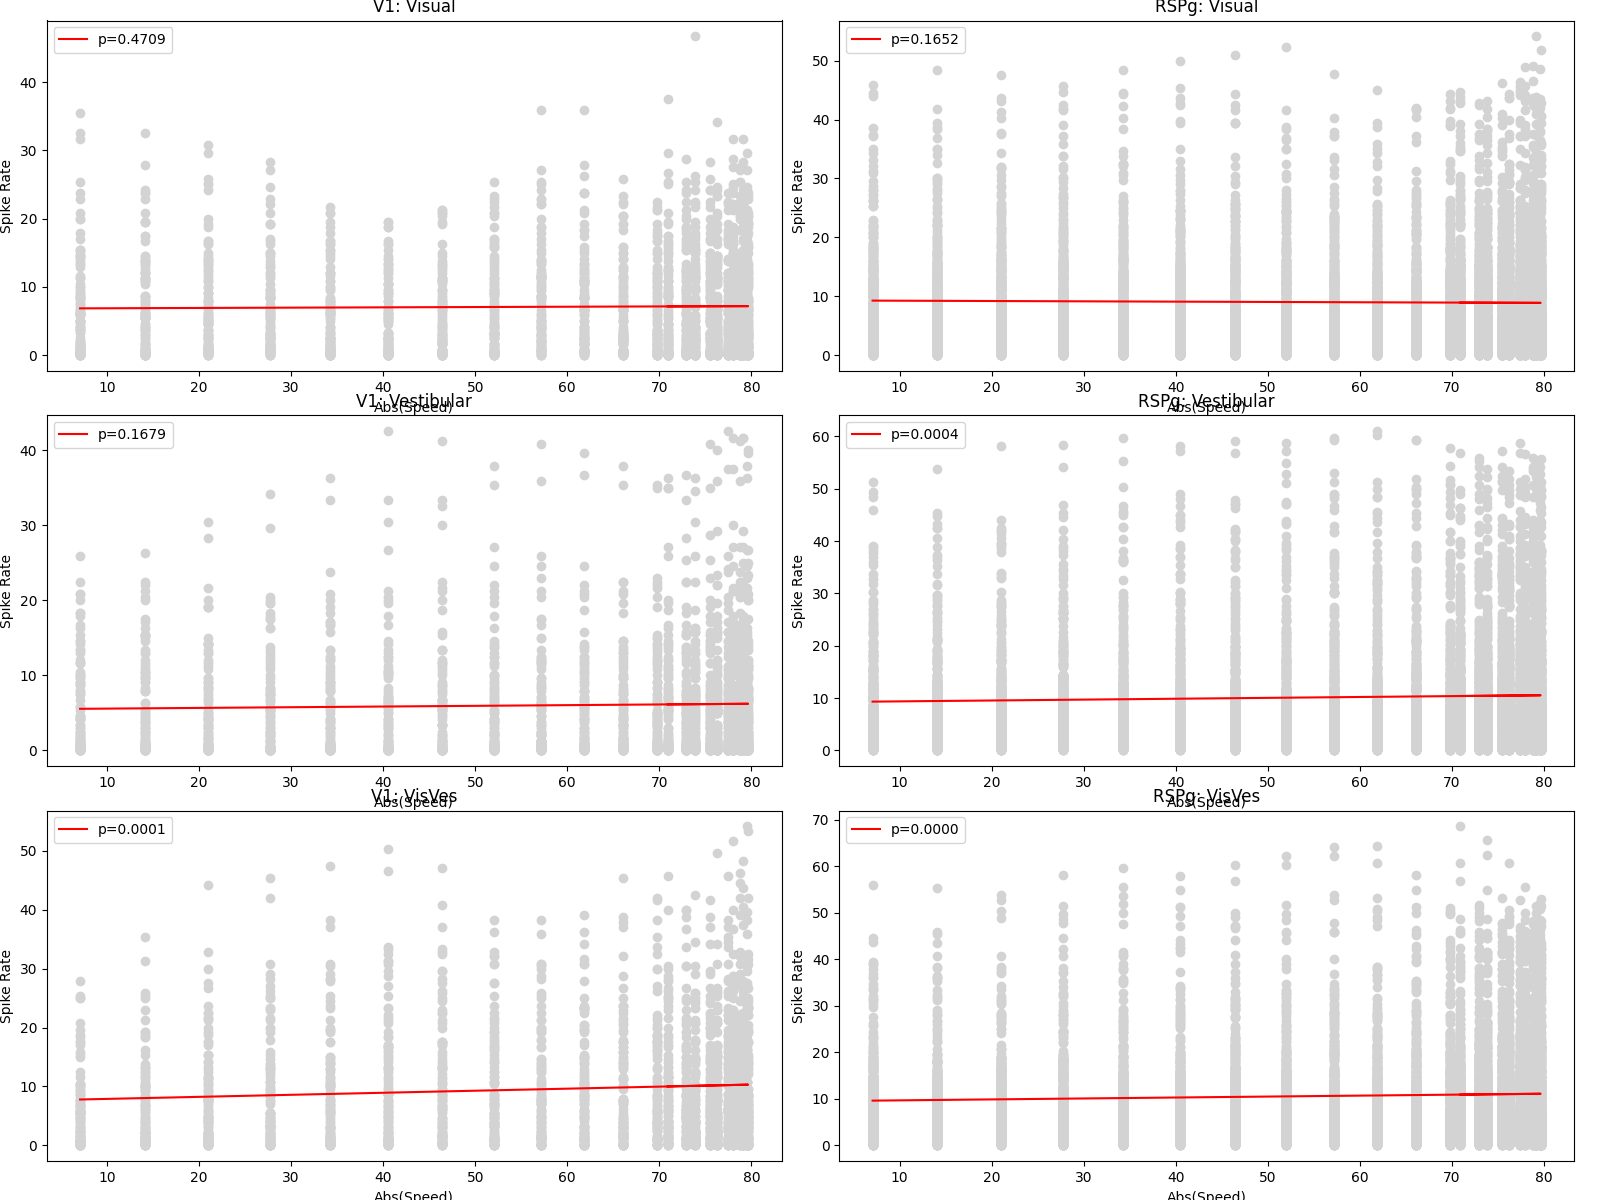 V1: Visual
p=0.4709
Spike Rate
40
30
20
10
0
10 20 30 40 50 60 70 80
Abs(Speed)
RSPg: Visual
p=0.1652
Spike Rate
50
40
30
20
10
0
10 20 30 40 50 60 70 80
Abs(Speed)
V1: Vestibular
p=0.1679
Spike Rate
40
30
20
10
0
10 20 30 40 50 60 70 80
Abs(Speed)
RSPg: Vestibular
p=0.0004
Spike Rate
60
50
40
30
20
10
0
10 20 30 40 50 60 70 80
Abs(Speed)
V1: VisVes
p=0.0001
Spike Rate
50
40
30
20
10
0
10 20 30 40 50 60 70 80
Abs(Speed)
RSPg: VisVes
p=0.0000
Spike Rate
70
60
50
40
30
20
10
0
10 20 30 40 50 60 70 80
Abs(Speed)